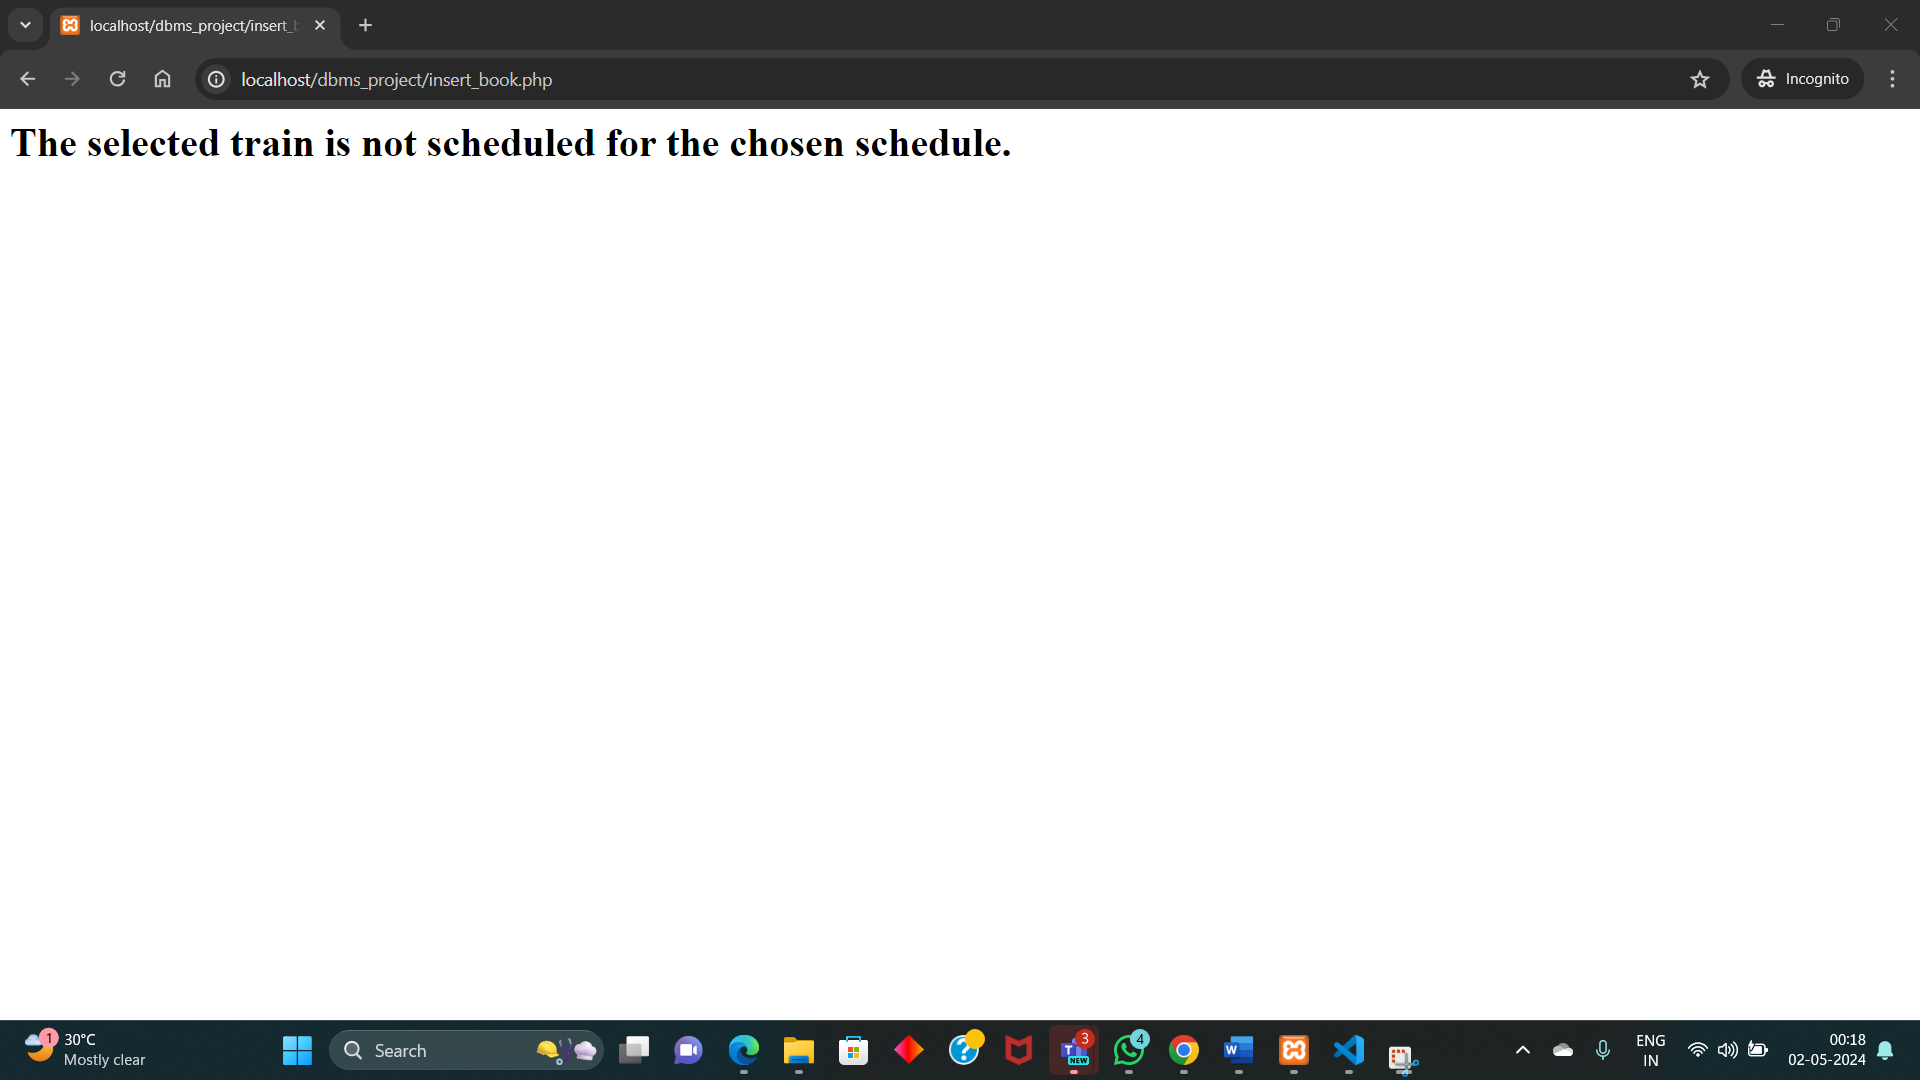 localhost/dbms_project/insert_b
localhost/dbms_project/insert_book.php
Incognito
The selected train is not scheduled for the chosen schedule.
1
30°C
Mostly clear
Search
T
3
NEW
4
W
ENG
IN
00:18
02-05-2024